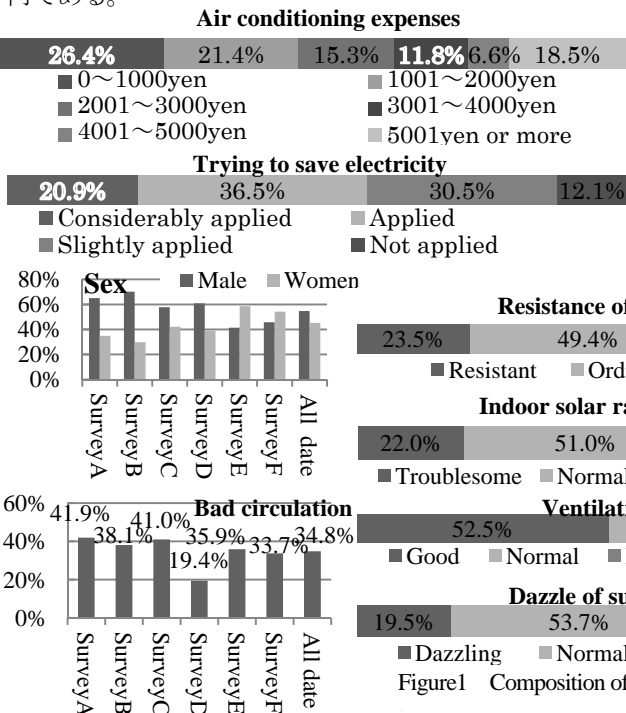 円である。
Air conditioning expenses
26.4% 21.4% 15.3% 11.8% 6.6% 18.5%
0～1000yen 1001～2000yen
2001～3000yen 3001～4000yen
4001～5000yen 5001yen or more
Trying to save electricity
20.9% 36.5% 30.5% 12.1%
Considerably applied Applied
Slightly applied Not applied
Sex Male Women
80%
60%
40%
20%
0%
SurveyA SurveyB SurveyC SurveyD SurveyE SurveyF All date
Bad circulation
60%
40%
20%
0%
41.9% 38.1% 41.0% 19.4% 35.9% 33.7% 34.8%
SurveyA SurveyB SurveyC SurveyD SurveyE SurveyF All date
Resistance of
23.5% 49.4%
Resistant Ord
Indoor solar ra
22.0% 51.0%
Troublesome Normal
Ventilati
52.5%
Good Normal
Dazzle of su
19.5% 53.7%
Dazzling Normal
Figure1 Composition of